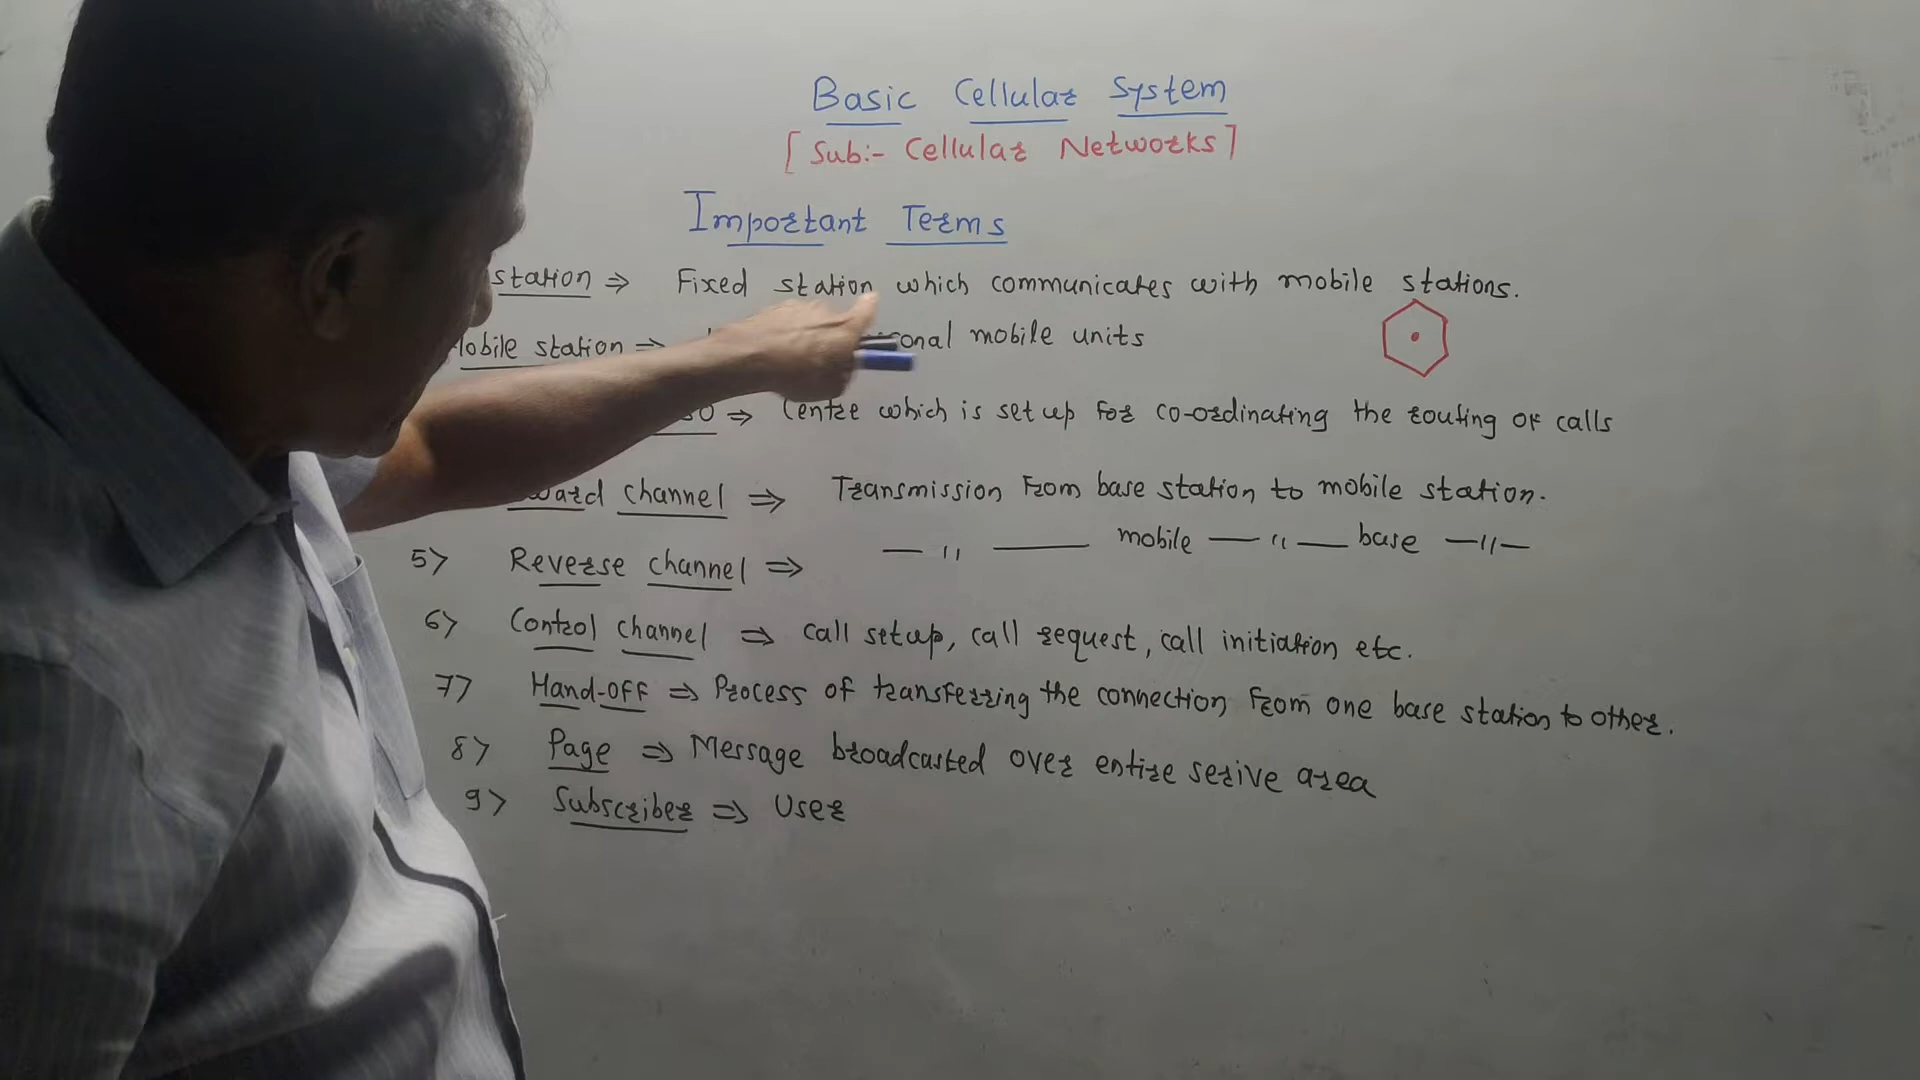 Basic Cellular System
[Sub:- Cellular Networks]
Important Terms
station ⇒ Fixed station which communicates with mobile stations.
Mobile station ⇒ personal mobile units
⇒ Centre which is set up for co-ordinating the routing of calls
channel ⇒ Transmission from base station to mobile station.
5> Reverse channel ⇒ — '' — mobile — '' — base — '' —
6> Control channel ⇒ call setup, call request, call initiation etc.
7> Hand-off ⇒ Process of transferring the connection from one base station to other.
8> Page ⇒ Message broadcasted over entire serive area
9> Subscriber ⇒ User